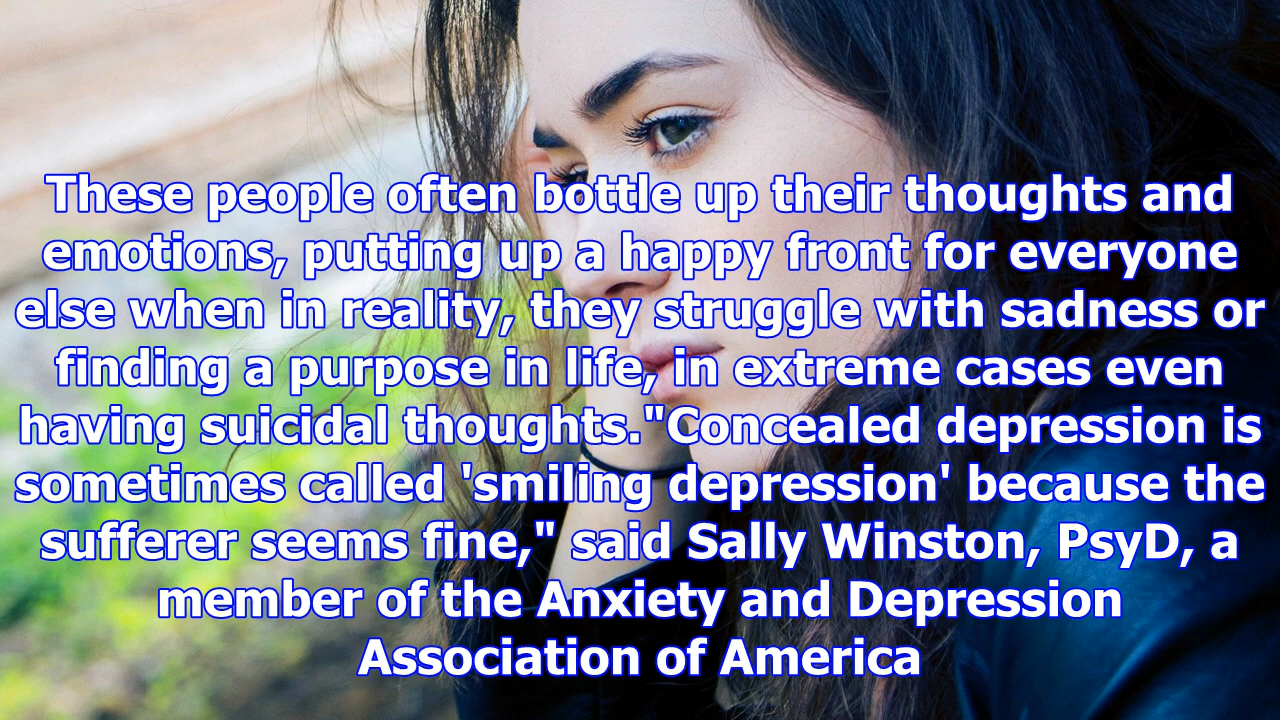 These people often bottle up their thoughts and
emotions, putting up a happy front for everyone
else when in reality, they struggle with sadness or
finding a purpose in life, in extreme cases even
having suicidal thoughts."Concealed depression is
sometimes called 'smiling depression' because the
sufferer seems fine," said Sally Winston, PsyD, a
member of the Anxiety and Depression
Association of America